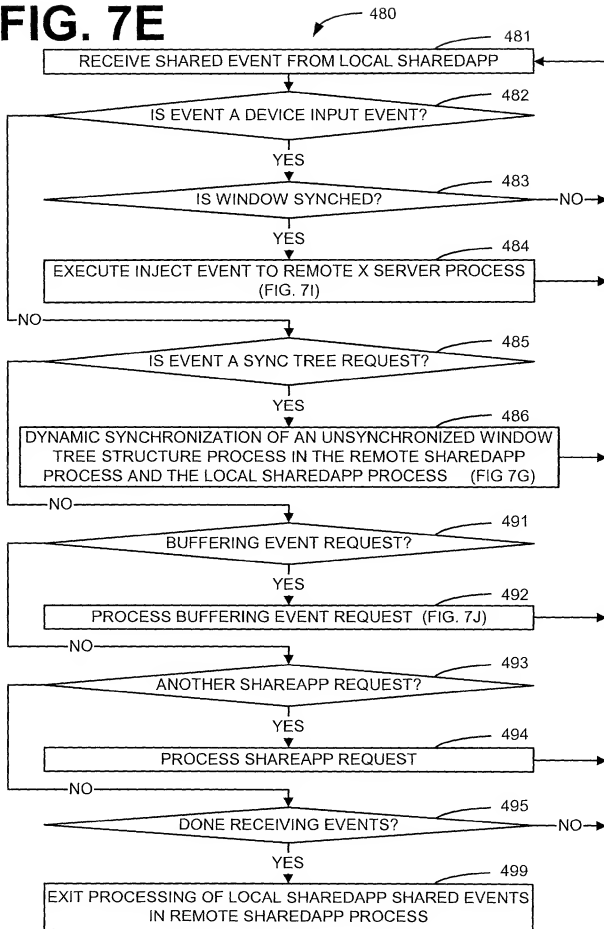 FIG. 7E
480
481
RECEIVE SHARED EVENT FROM LOCAL SHAREDAPP
482
IS EVENT A DEVICE INPUT EVENT?
YES
483
IS WINDOW SYNCHED?
NO
YES
484
EXECUTE INJECT EVENT TO REMOTE X SERVER PROCESS
(FIG. 7I)
NO
485
IS EVENT A SYNC TREE REQUEST?
YES
486
DYNAMIC SYNCHRONIZATION OF AN UNSYNCHRONIZED WINDOW
TREE STRUCTURE PROCESS IN THE REMOTE SHAREDAPP
PROCESS AND THE LOCAL SHAREDAPP PROCESS (FIG 7G)
NO
491
BUFFERING EVENT REQUEST?
YES
492
PROCESS BUFFERING EVENT REQUEST (FIG. 7J)
NO
493
ANOTHER SHAREAPP REQUEST?
YES
494
PROCESS SHAREAPP REQUEST
NO
495
DONE RECEIVING EVENTS?
NO
YES
499
EXIT PROCESSING OF LOCAL SHAREDAPP SHARED EVENTS
IN REMOTE SHAREDAPP PROCESS